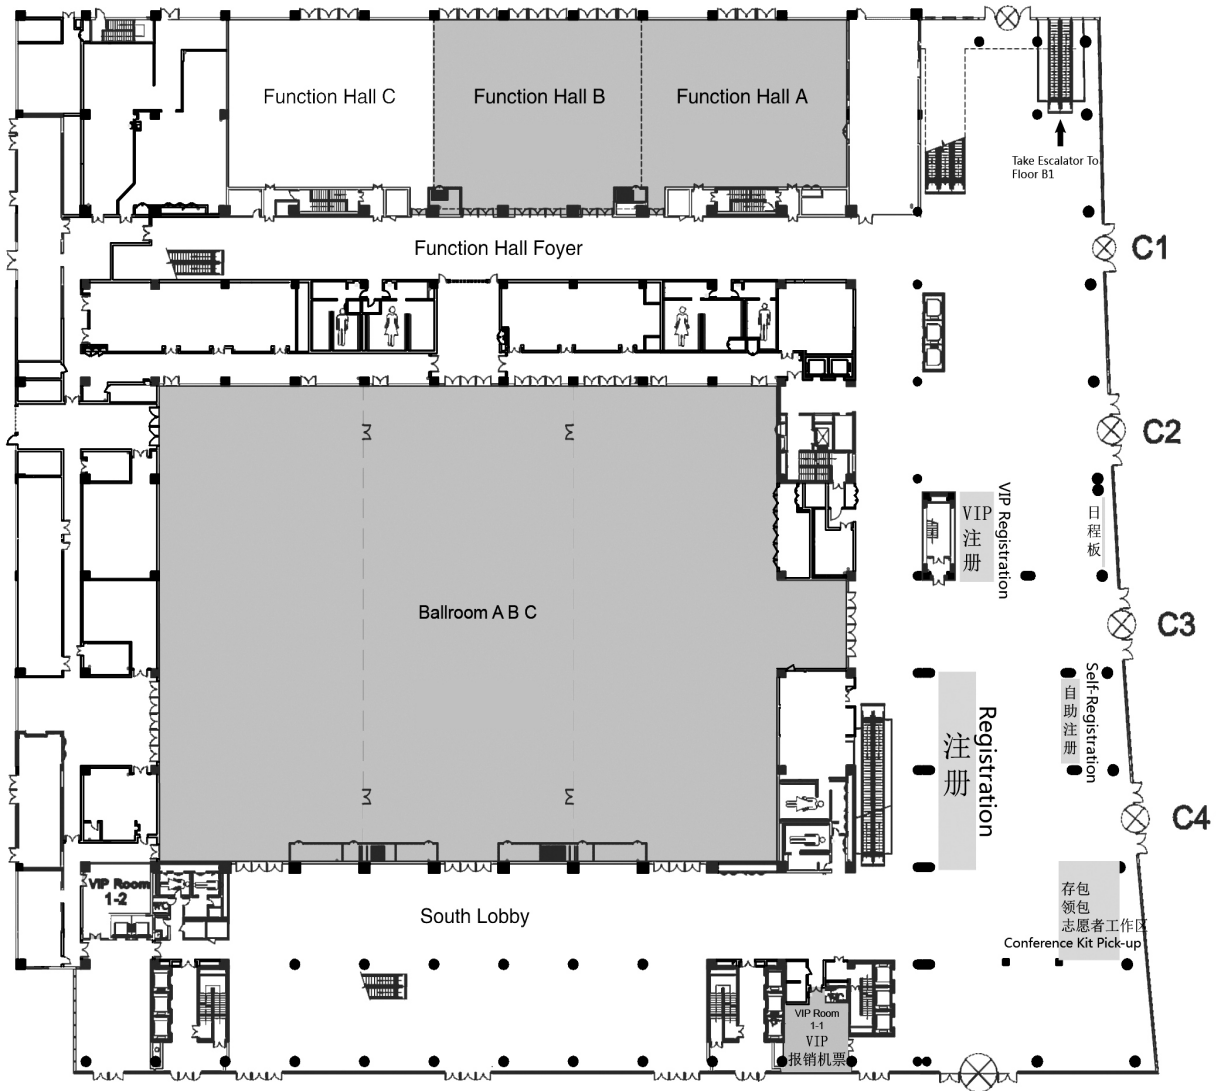 Function Hall C
Function Hall B
Function Hall A
Take Escalator To
Floor B1
Function Hall Foyer
C1
C2
VIP
注
册
VIP Registration
日
程
板
Ballroom A B C
C3
注
册
Registration
自
助
注
册
Self-Registration
C4
VIP Room
1-2
South Lobby
存包
领包
志愿者工作区
Conference Kit Pick-up
VIP Room
1-1
VIP
报销机票